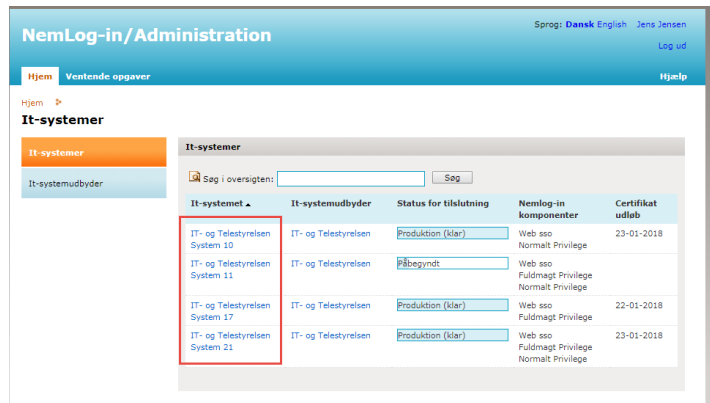 NemLog-in/Administration
Sprog: Dansk English Jens Jensen
Log ud
Hjem Ventende opgaver Hjælp
Hjem
It-systemer
It-systemer
It-systemudbyder
It-systemer
Søg i oversigten: Søg
It-systemet It-systemudbyder Status for tilslutning Nemlog-in komponenter Certifikat udløb
IT- og Telestyrelsen System 10 IT- og Telestyrelsen Produktion (klar) Web sso 23-01-2018
Normalt Privilege
IT- og Telestyrelsen System 11 IT- og Telestyrelsen Påbegyndt Web sso
Fuldmagt Privilege
Normalt Privilege
IT- og Telestyrelsen System 17 IT- og Telestyrelsen Produktion (klar) Web sso 22-01-2018
Fuldmagt Privilege
IT- og Telestyrelsen System 21 IT- og Telestyrelsen Produktion (klar) Web sso 23-01-2018
Fuldmagt Privilege
Normalt Privilege